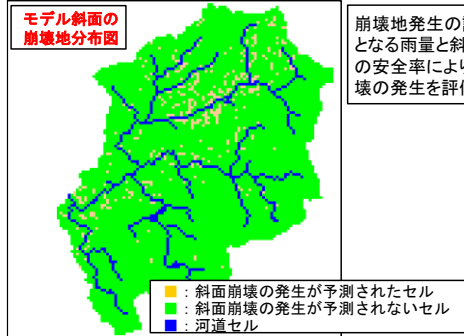 モデル斜面の
崩壊地分布図
崩壊地発生の
となる雨量と斜
の安全率によ
壊の発生を評
■ : 斜面崩壊の発生が予測されたセル
■ : 斜面崩壊の発生が予測されないセル
■ : 河道セル